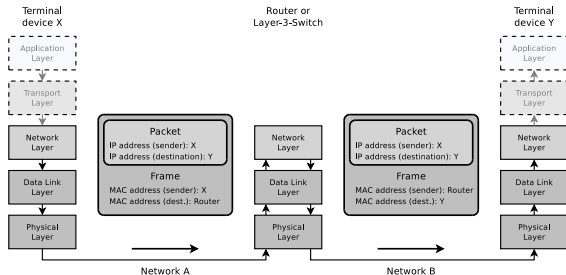 Terminal
device X
Router or
Layer-3-Switch
Terminal
device Y
Application
Layer
Transport
Layer
Network
Layer
Data Link
Layer
Physical
Layer
Packet
IP address (sender): X
IP address (destination): Y
Frame
MAC address (sender): X
MAC address (dest.): Router
Network
Layer
Data Link
Layer
Physical
Layer
Packet
IP address (sender): X
IP address (destination): Y
Frame
MAC address (sender): Router
MAC address (dest.): Y
Application
Layer
Transport
Layer
Network
Layer
Data Link
Layer
Physical
Layer
Network A
Network B